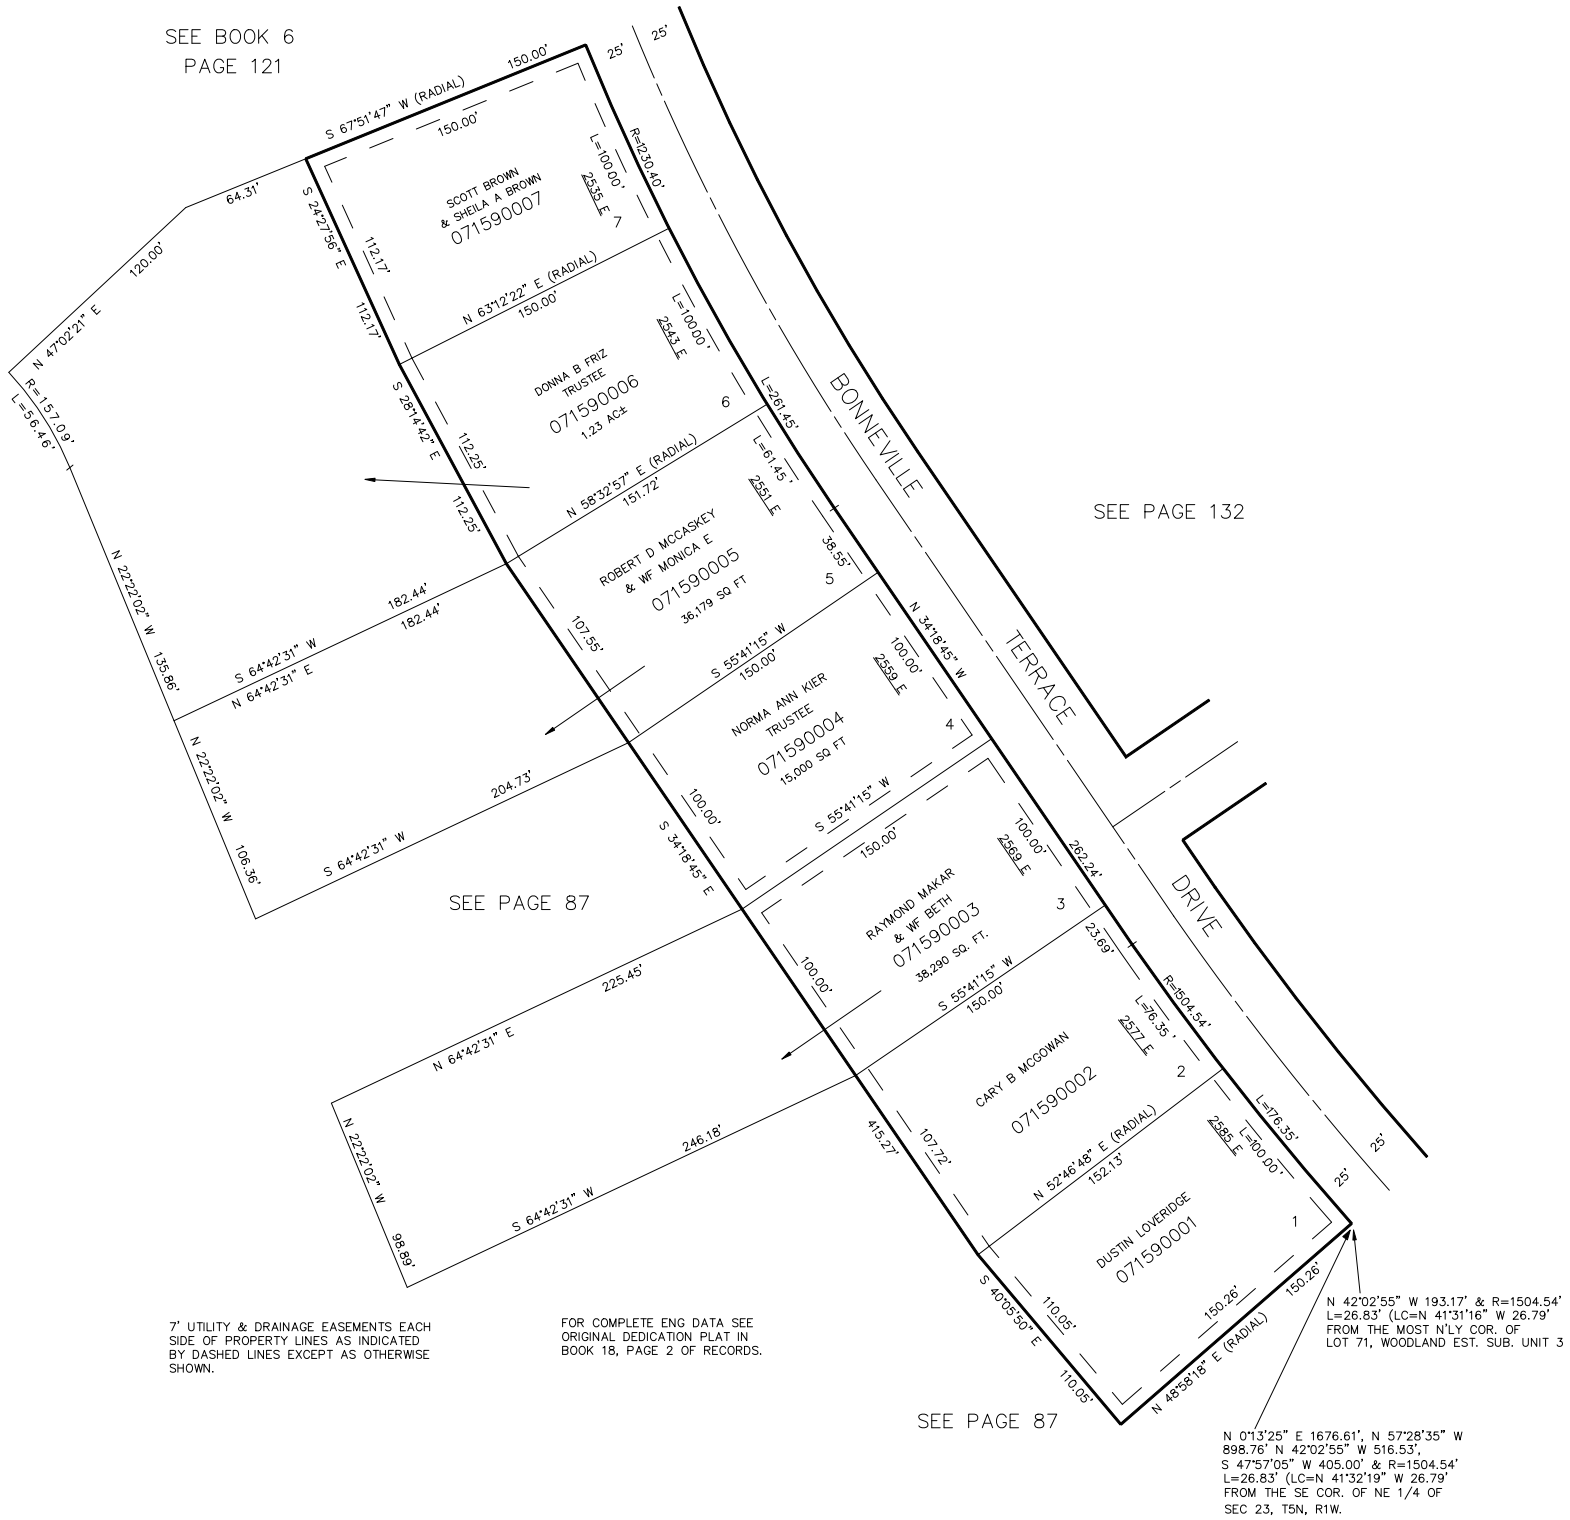 SEE BOOK 6
PAGE 121
25'
25'
150.00'
S 67°51'47" W (RADIAL)
150.00'
64.31'
120.00'
N 47°02'21" E
R=157.09'
L=56.46'
S 24°27'56" E
112.17'
112.17'
SCOTT BROWN
& SHEILA A BROWN
071590007
L=100.00'
2535 E
7
R=1230.40'
N 63°12'22" E (RADIAL)
150.00'
S 28°14'42" E
112.25'
112.25'
DONNA B FRIZ
TRUSTEE
071590006
1.23 AC±
L=100.00'
2543 E
6
L=261.45'
BONNEVILLE
TERRACE
DRIVE
N 58°32'57" E (RADIAL)
151.72'
ROBERT D MCCASKEY
& WF MONICA E
071590005
36,179 SQ FT
L=61.45'
2551 E
38.55'
5
SEE PAGE 132
N 22°22'02" W
135.86'
182.44'
182.44'
S 64°42'31" W
N 64°42'31" E
107.55'
S 55°41'15" W
150.00'
N 34°18'45" W
NORMA ANN KIER
TRUSTEE
071590004
15,000 SQ FT
100.00'
2559 E
4
N 22°22'02" W
106.36'
204.73'
S 64°42'31" W
100.00'
S 34°18'45" E
S 55°41'15" W
150.00'
SEE PAGE 87
RAYMOND MAKAR
& WF BETH
071590003
38,290 SQ. FT.
100.00'
2569 E
3
262.24'
100.00'
225.45'
N 64°42'31" E
S 55°41'15" W
150.00'
23.69'
R=1504.54'
CARY B MCGOWAN
071590002
L=76.35'
2577 E
2
N 22°22'02" W
98.89'
246.18'
S 64°42'31" W
415.27'
107.72'
N 52°46'48" E (RADIAL)
152.13'
L=176.35'
2585 E
L=100.00'
25'
25'
DUSTIN LOVERIDGE
071590001
1
S 40°05'50" E
110.05'
110.05'
150.26'
150.26'
N 48°58'18" E (RADIAL)
N 42°02'55" W 193.17' & R=1504.54'
L=26.83' (LC=N 41°31'16" W 26.79'
FROM THE MOST N'LY COR. OF
LOT 71, WOODLAND EST. SUB. UNIT 3
7' UTILITY & DRAINAGE EASEMENTS EACH
SIDE OF PROPERTY LINES AS INDICATED
BY DASHED LINES EXCEPT AS OTHERWISE
SHOWN.
FOR COMPLETE ENG DATA SEE
ORIGINAL DEDICATION PLAT IN
BOOK 18, PAGE 2 OF RECORDS.
SEE PAGE 87
N 0°13'25" E 1676.61', N 57°28'35" W
898.76' N 42°02'55" W 516.53',
S 47°57'05" W 405.00' & R=1504.54'
L=26.83' (LC=N 41°32'19" W 26.79'
FROM THE SE COR. OF NE 1/4 OF
SEC 23, T5N, R1W.